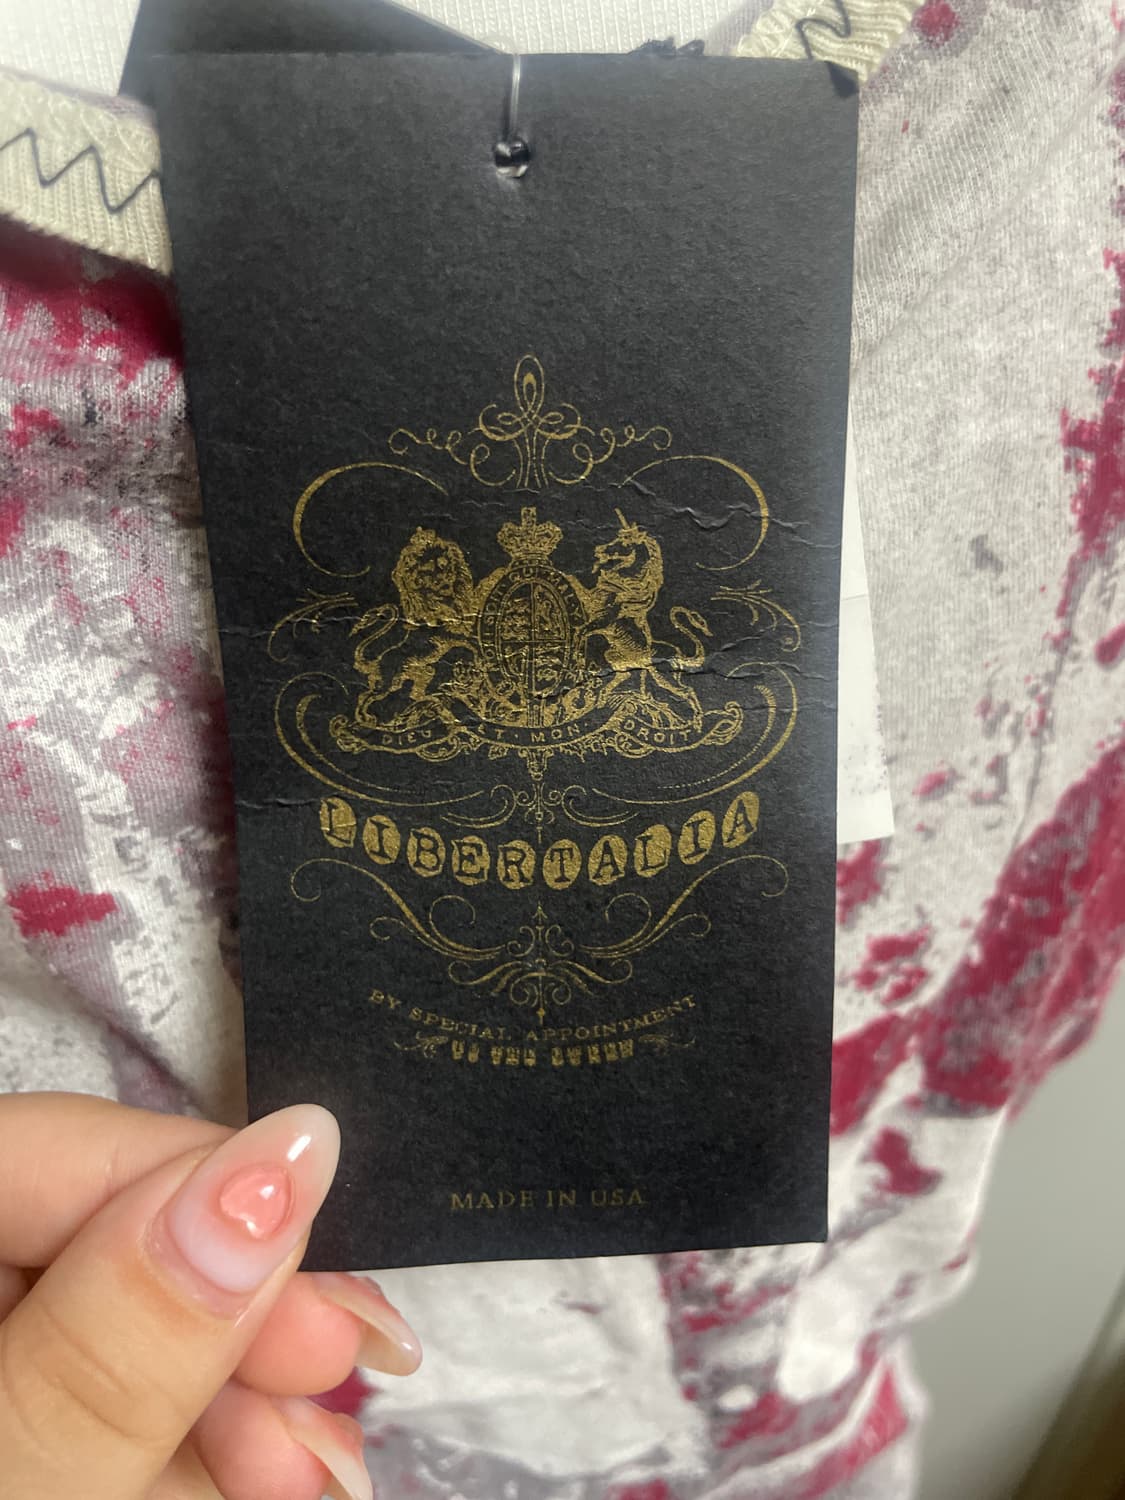 DIEU ET MON DROIT
LIBERTALIA
BY SPECIAL APPOINTMENT
MADE IN USA